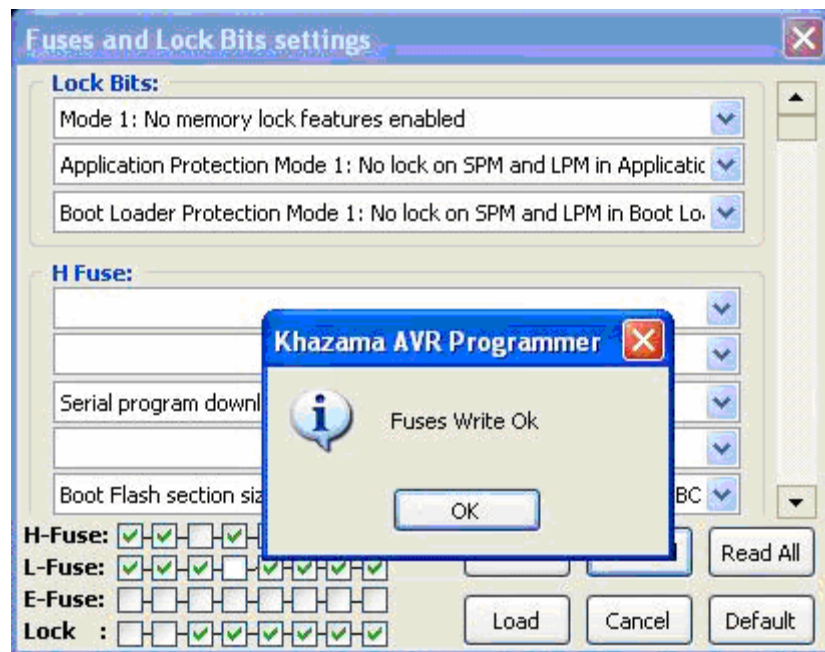 Fuses and Lock Bits settings
Lock Bits:
Mode 1: No memory lock features enabled
Application Protection Mode 1: No lock on SPM and LPM in Applicatic
Boot Loader Protection Mode 1: No lock on SPM and LPM in Boot Lo
H Fuse:
Khazama AVR Programmer
Serial program downl
Fuses Write Ok
Boot Flash section siz
BC
OK
H-Fuse:
Read All
L-Fuse:
E-Fuse:
Load Cancel Default
Lock :